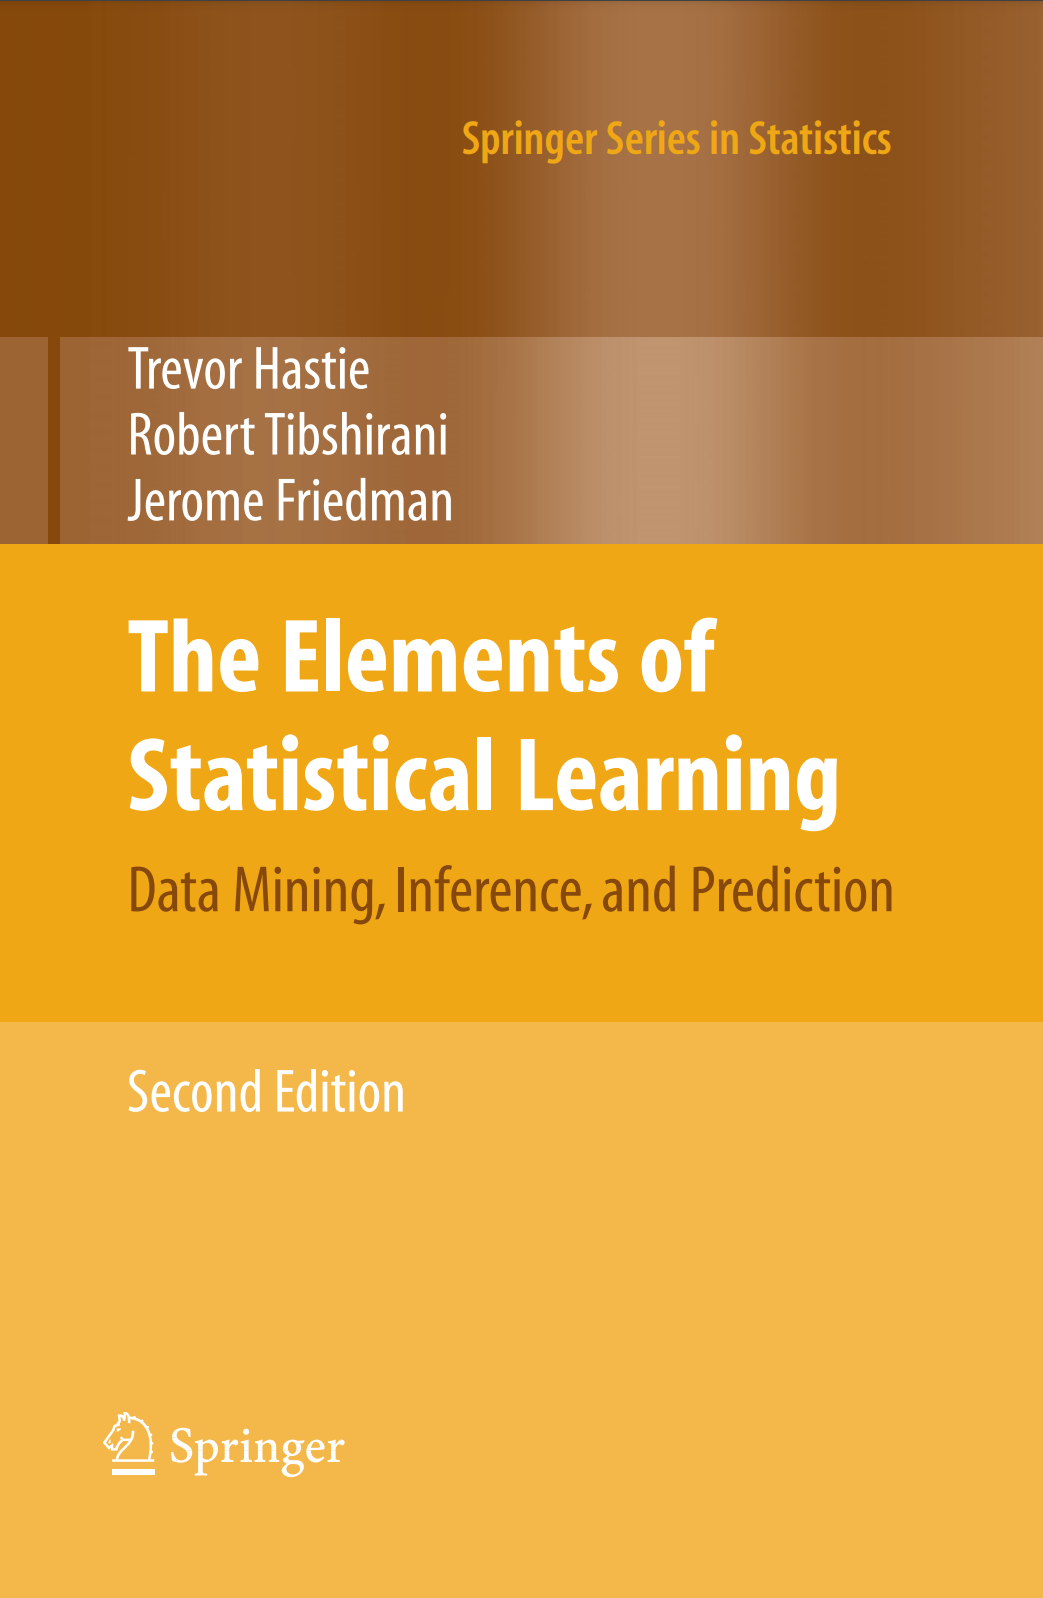 Springer Series in Statistics
Trevor Hastie
Robert Tibshirani
Jerome Friedman
The Elements of
Statistical Learning
Data Mining, Inference, and Prediction
Second Edition
Springer